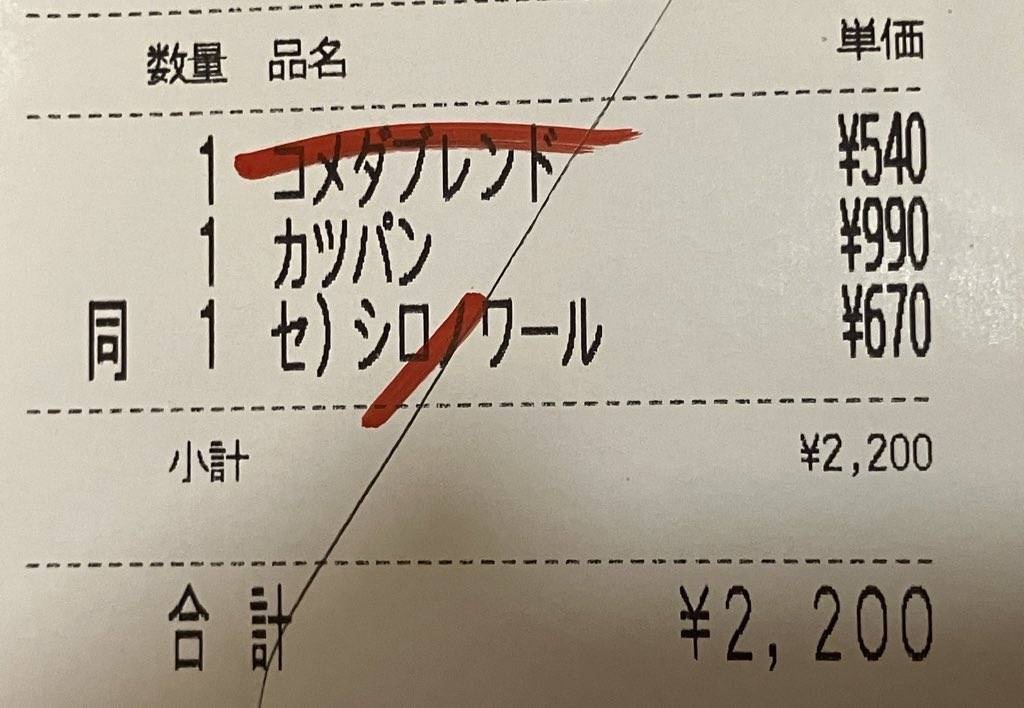 数量 品名 単価
1 コメダブレンド ¥540
1 カツパン ¥990
同 1 セ)シロノワール ¥670
小計 ¥2,200
合計 ¥2,200